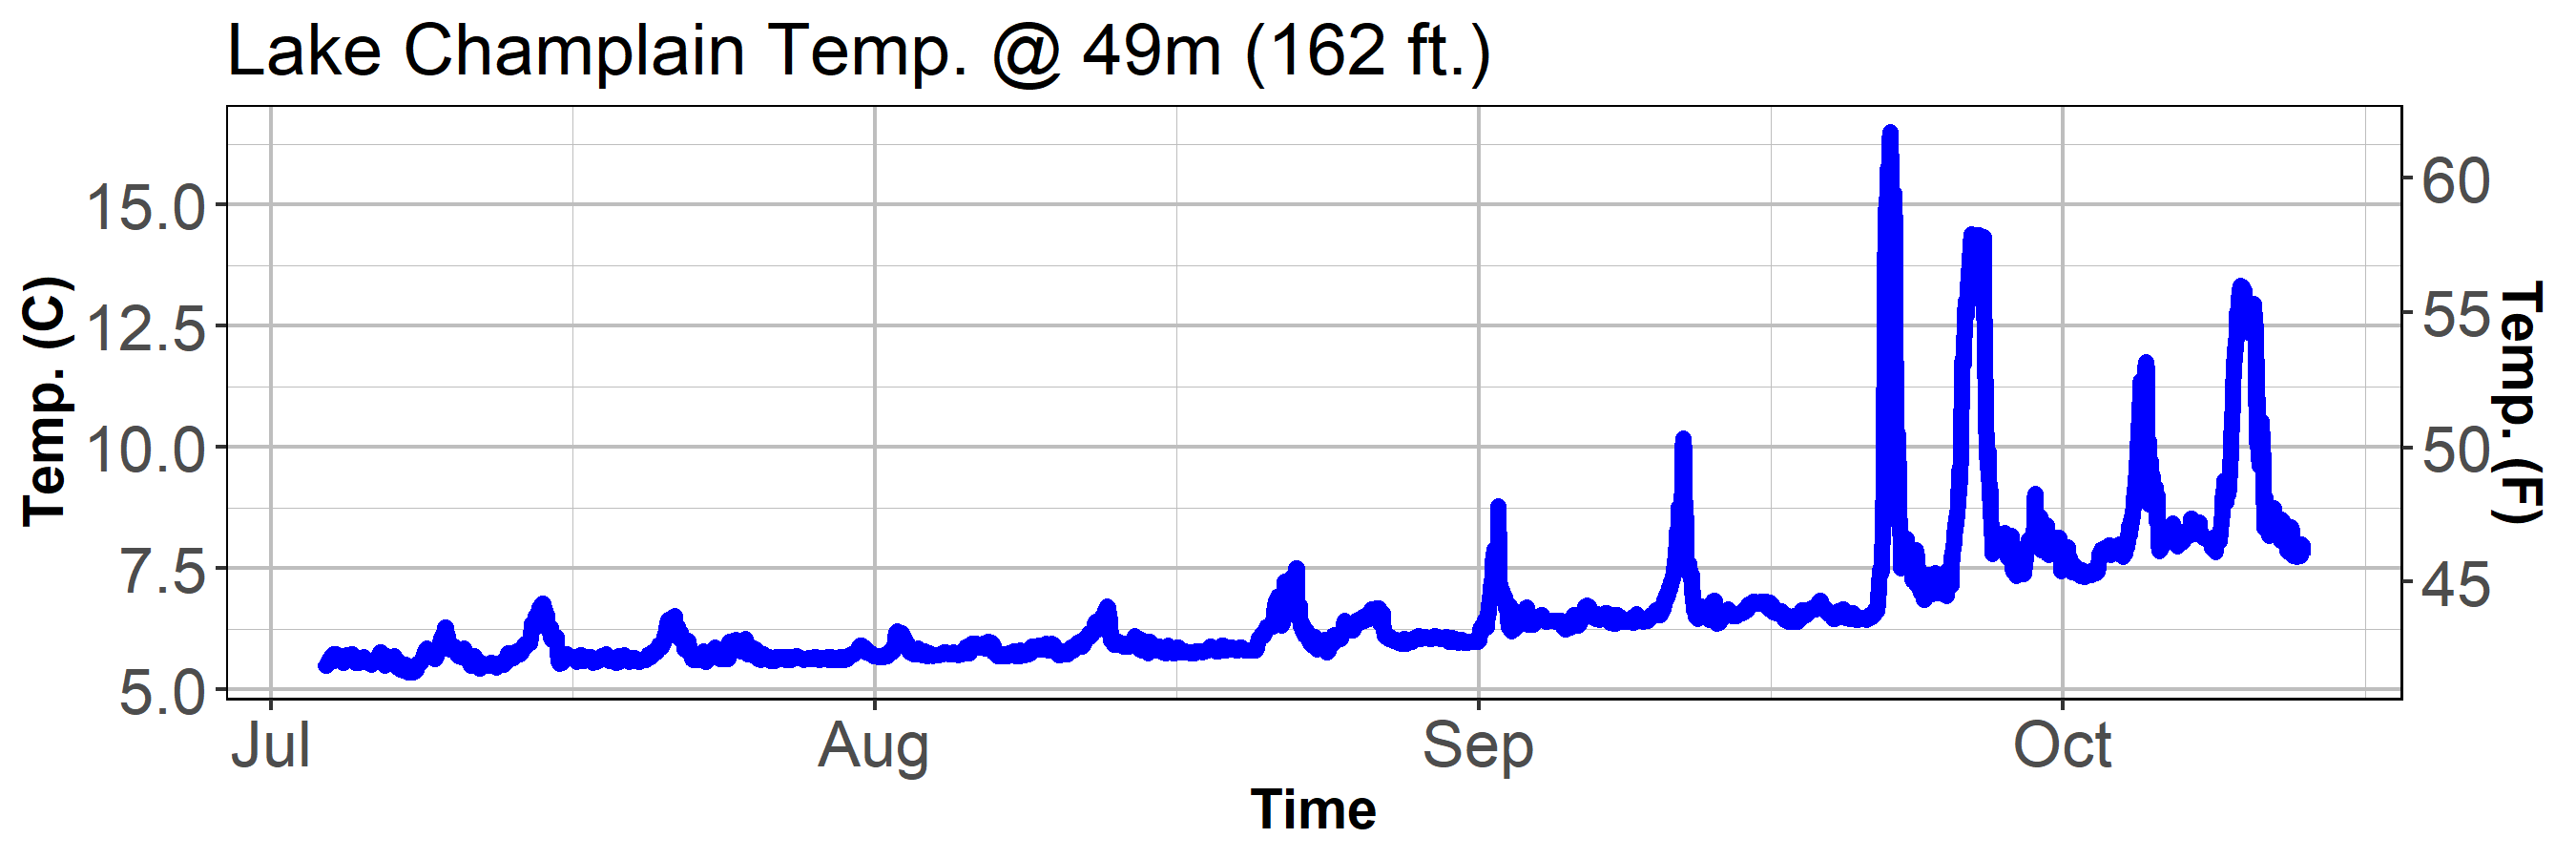 Lake Champlain Temp. @ 49m (162 ft.)
Temp. (C)
15.0
12.5
10.0
7.5
5.0
60
55
50
45
Temp. (F)
Jul Aug Sep Oct
Time